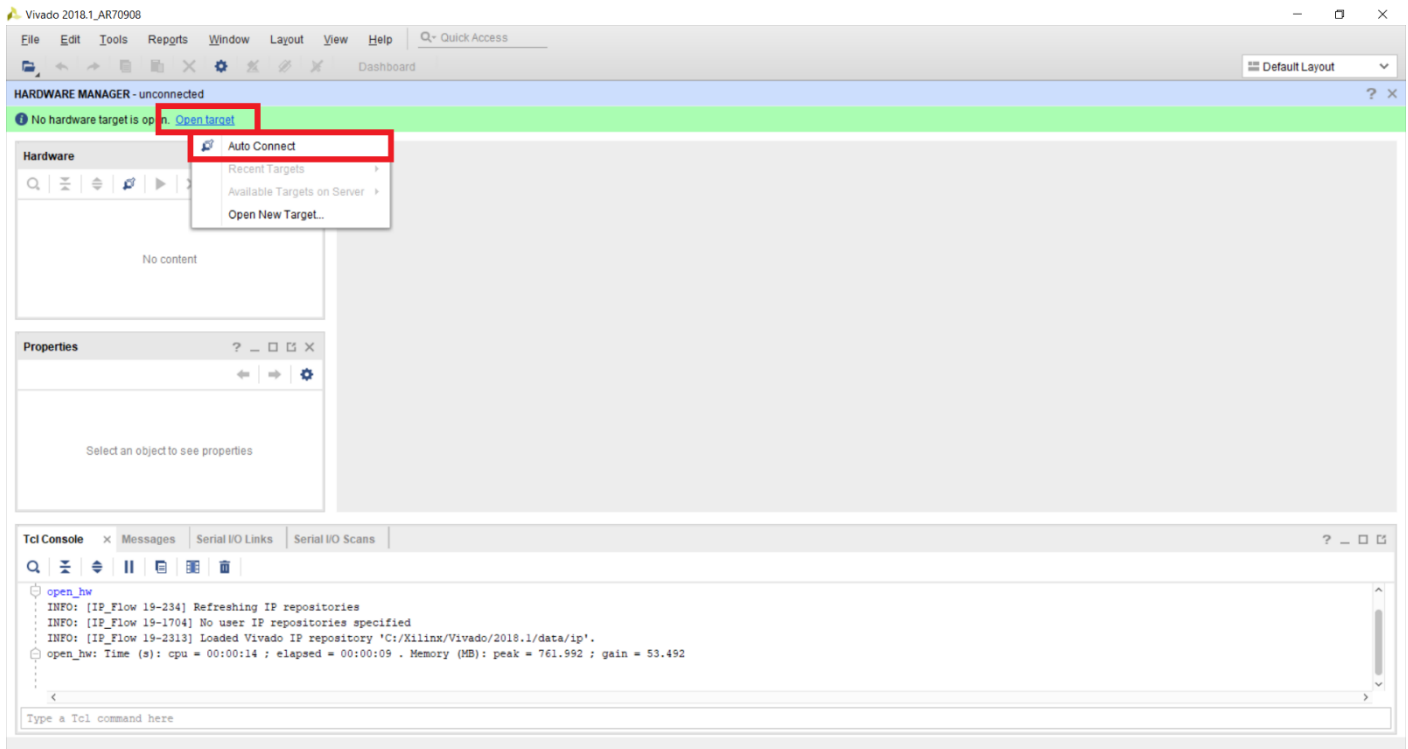 Vivado 2018.1_AR70908
File Edit Tools Reports Window Layout View Help Quick Access
Dashboard Default Layout
HARDWARE MANAGER - unconnected
No hardware target is open. Open target
Auto Connect
Hardware
Recent Targets
Available Targets on Server
Open New Target...
No content
Properties
Select an object to see properties
Tcl Console Messages Serial I/O Links Serial I/O Scans
open_hw
INFO: [IP_Flow 19-234] Refreshing IP repositories
INFO: [IP_Flow 19-1704] No user IP repositories specified
INFO: [IP_Flow 19-2313] Loaded Vivado IP repository 'C:/Xilinx/Vivado/2018.1/data/ip'.
open_hw: Time (s): cpu = 00:00:14 ; elapsed = 00:00:09 . Memory (MB): peak = 761.992 ; gain = 53.492
Type a Tcl command here